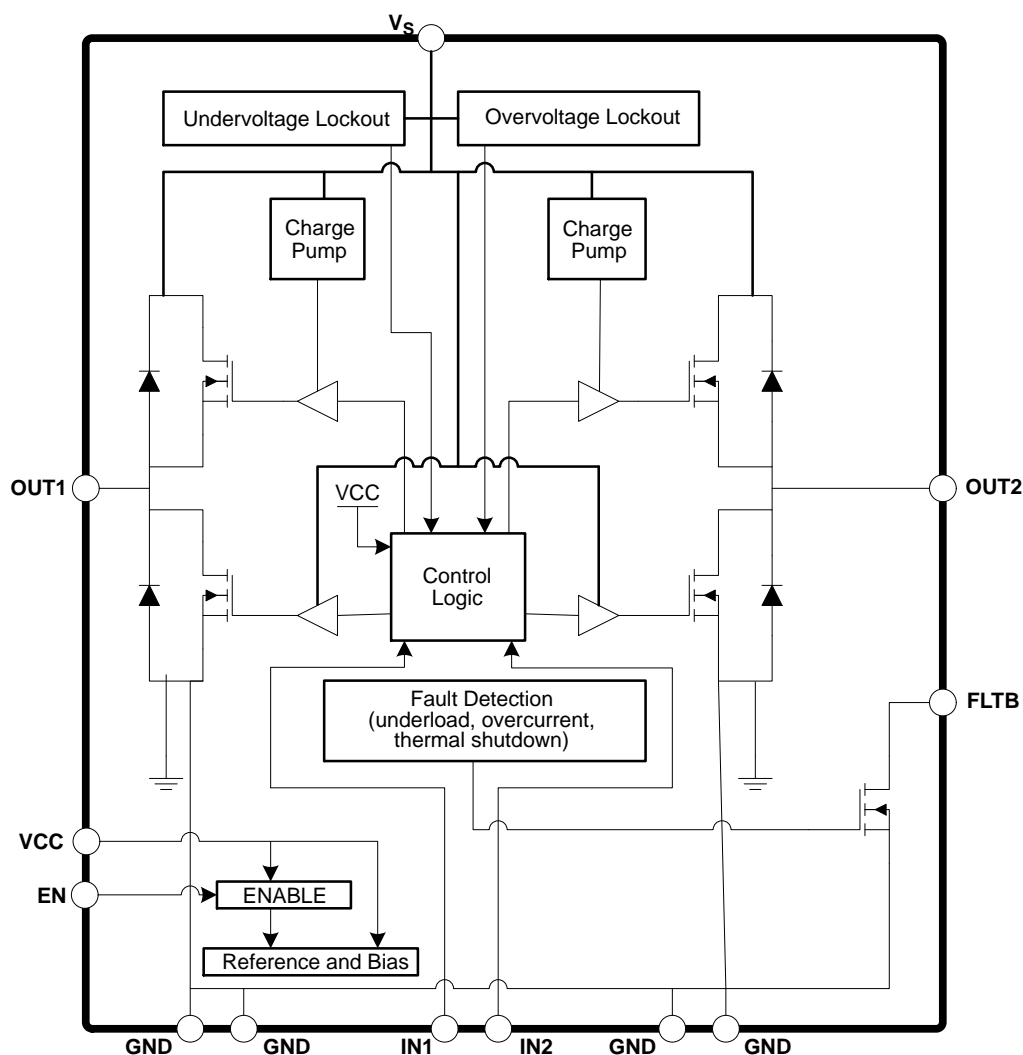 VS
Undervoltage Lockout
Overvoltage Lockout
Charge
Pump
Charge
Pump
OUT1
VCC
OUT2
Control
Logic
Fault Detection
(underload, overcurrent,
thermal shutdown)
FLTB
VCC
EN
ENABLE
Reference and Bias
GND
GND
IN1
IN2
GND
GND